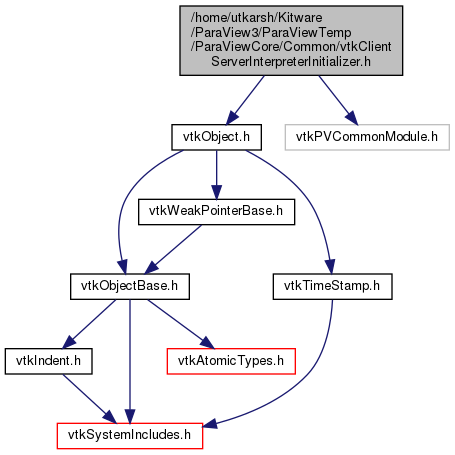 /home/utkarsh/Kitware
/ParaView3/ParaViewTemp
/ParaViewCore/Common/vtkClient
ServerInterpreterInitializer.h
vtkObject.h
vtkPVCommonModule.h
vtkWeakPointerBase.h
vtkObjectBase.h
vtkTimeStamp.h
vtkIndent.h
vtkAtomicTypes.h
vtkSystemIncludes.h